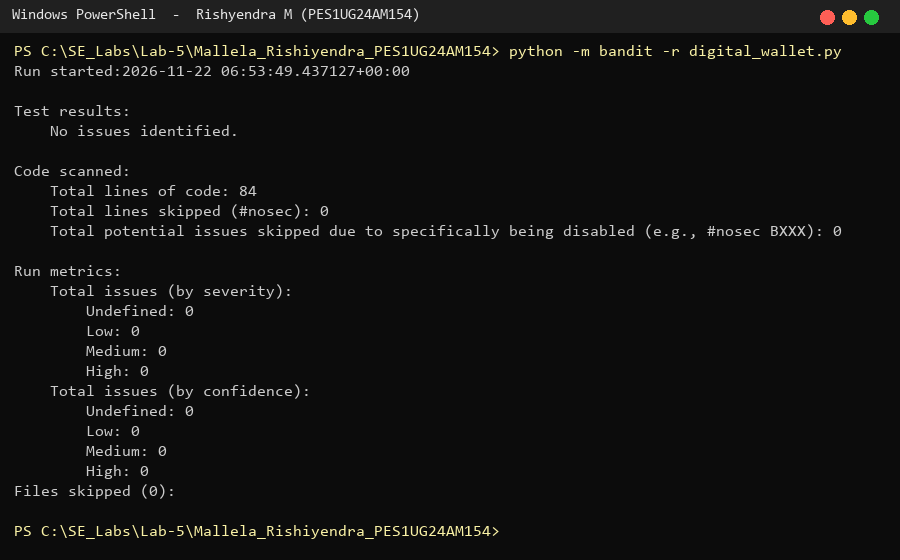 Windows PowerShell  -  Rishyendra M (PES1UG24AM154)
PS C:\SE_Labs\Lab-5\Mallela_Rishiyendra_PES1UG24AM154> python -m bandit -r digital_wallet.py
Run started:2026-11-22 06:53:49.437127+00:00

Test results:
    No issues identified.

Code scanned:
    Total lines of code: 84
    Total lines skipped (#nosec): 0
    Total potential issues skipped due to specifically being disabled (e.g., #nosec BXXX): 0

Run metrics:
    Total issues (by severity):
        Undefined: 0
        Low: 0
        Medium: 0
        High: 0
    Total issues (by confidence):
        Undefined: 0
        Low: 0
        Medium: 0
        High: 0
Files skipped (0):

PS C:\SE_Labs\Lab-5\Mallela_Rishiyendra_PES1UG24AM154>